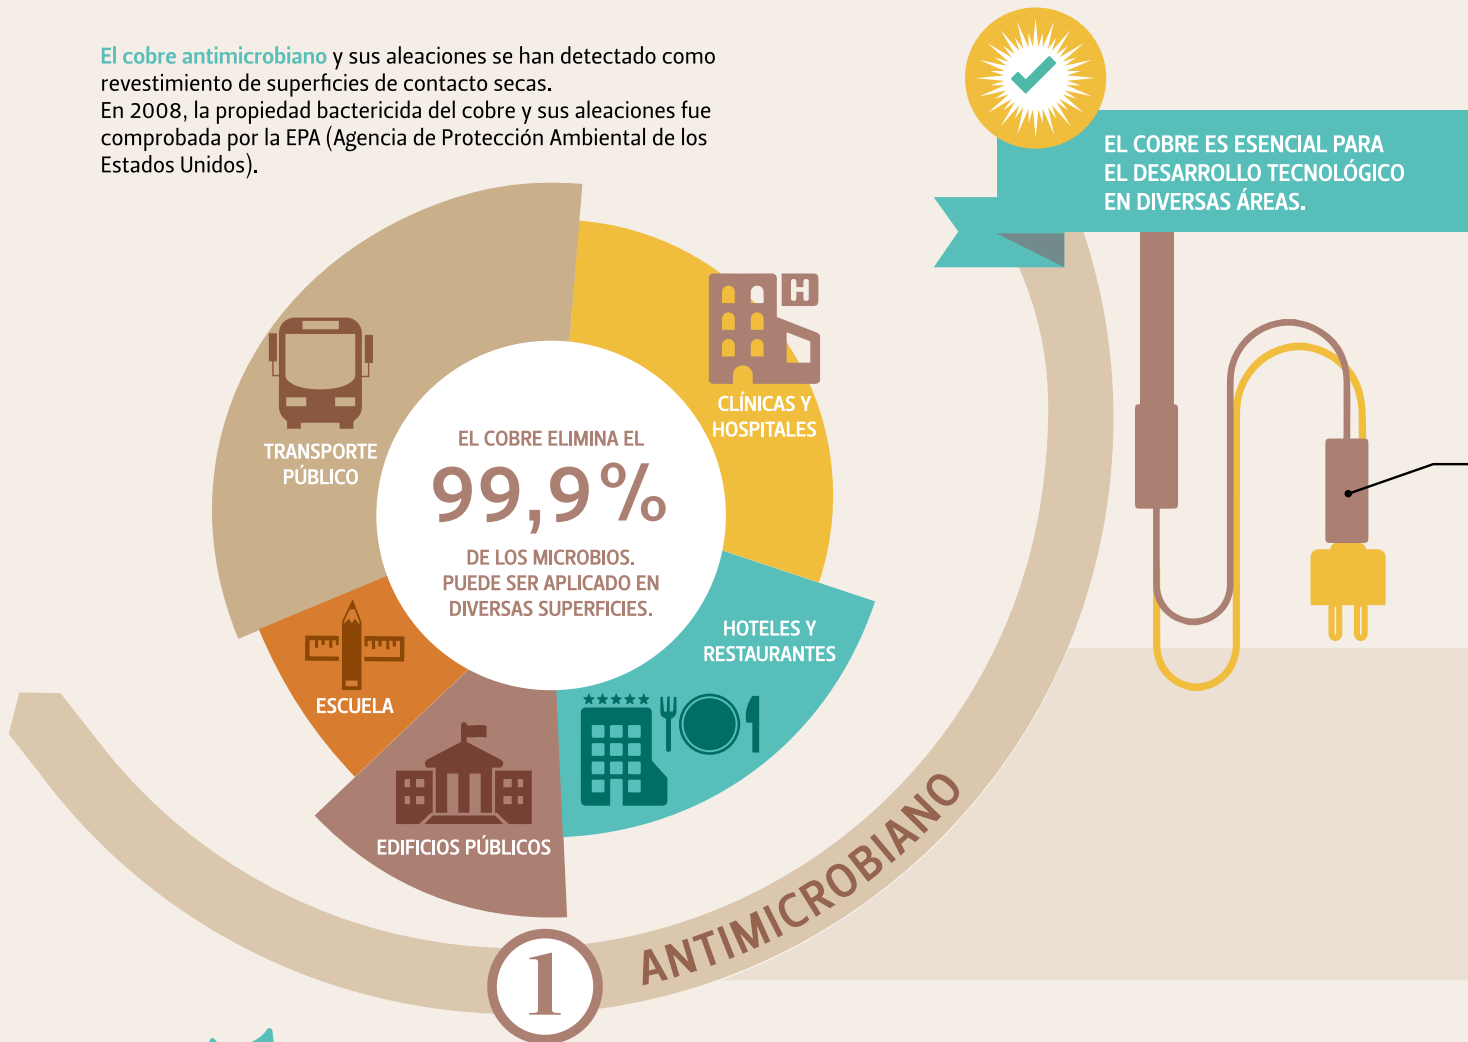 El cobre antimicrobiano y sus aleaciones se han detectado como
revestimiento de superficies de contacto secas.
En 2008, la propiedad bactericida del cobre y sus aleaciones fue
comprobada por la EPA (Agencia de Protección Ambiental de los
Estados Unidos).
EL COBRE ES ESENCIAL PARA
EL DESARROLLO TECNOLÓGICO
EN DIVERSAS ÁREAS.
H
CLÍNICAS Y
HOSPITALES
TRANSPORTE
PÚBLICO
EL COBRE ELIMINA EL
99,9%
DE LOS MICROBIOS.
PUEDE SER APLICADO EN
DIVERSAS SUPERFICIES.
HOTELES Y
RESTAURANTES
ESCUELA
EDIFICIOS PÚBLICOS
1
ANTIMICROBIANO